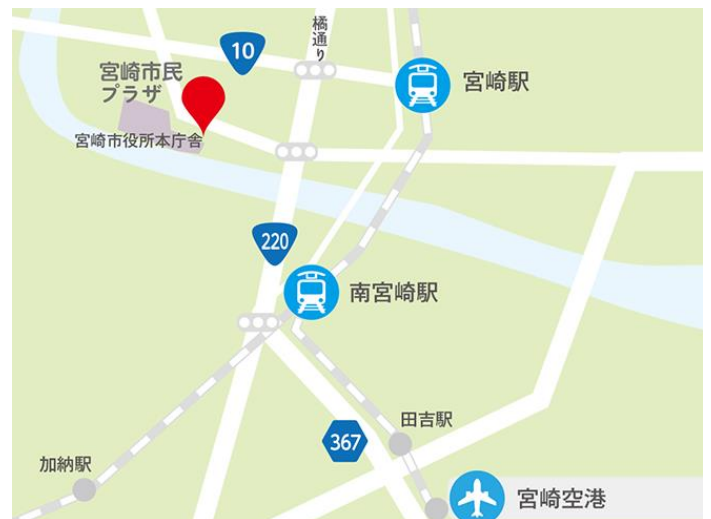 橘通り
10
宮崎市民
プラザ
宮崎駅
宮崎市役所本庁舎
220
南宮崎駅
367
田吉駅
加納駅
宮崎空港